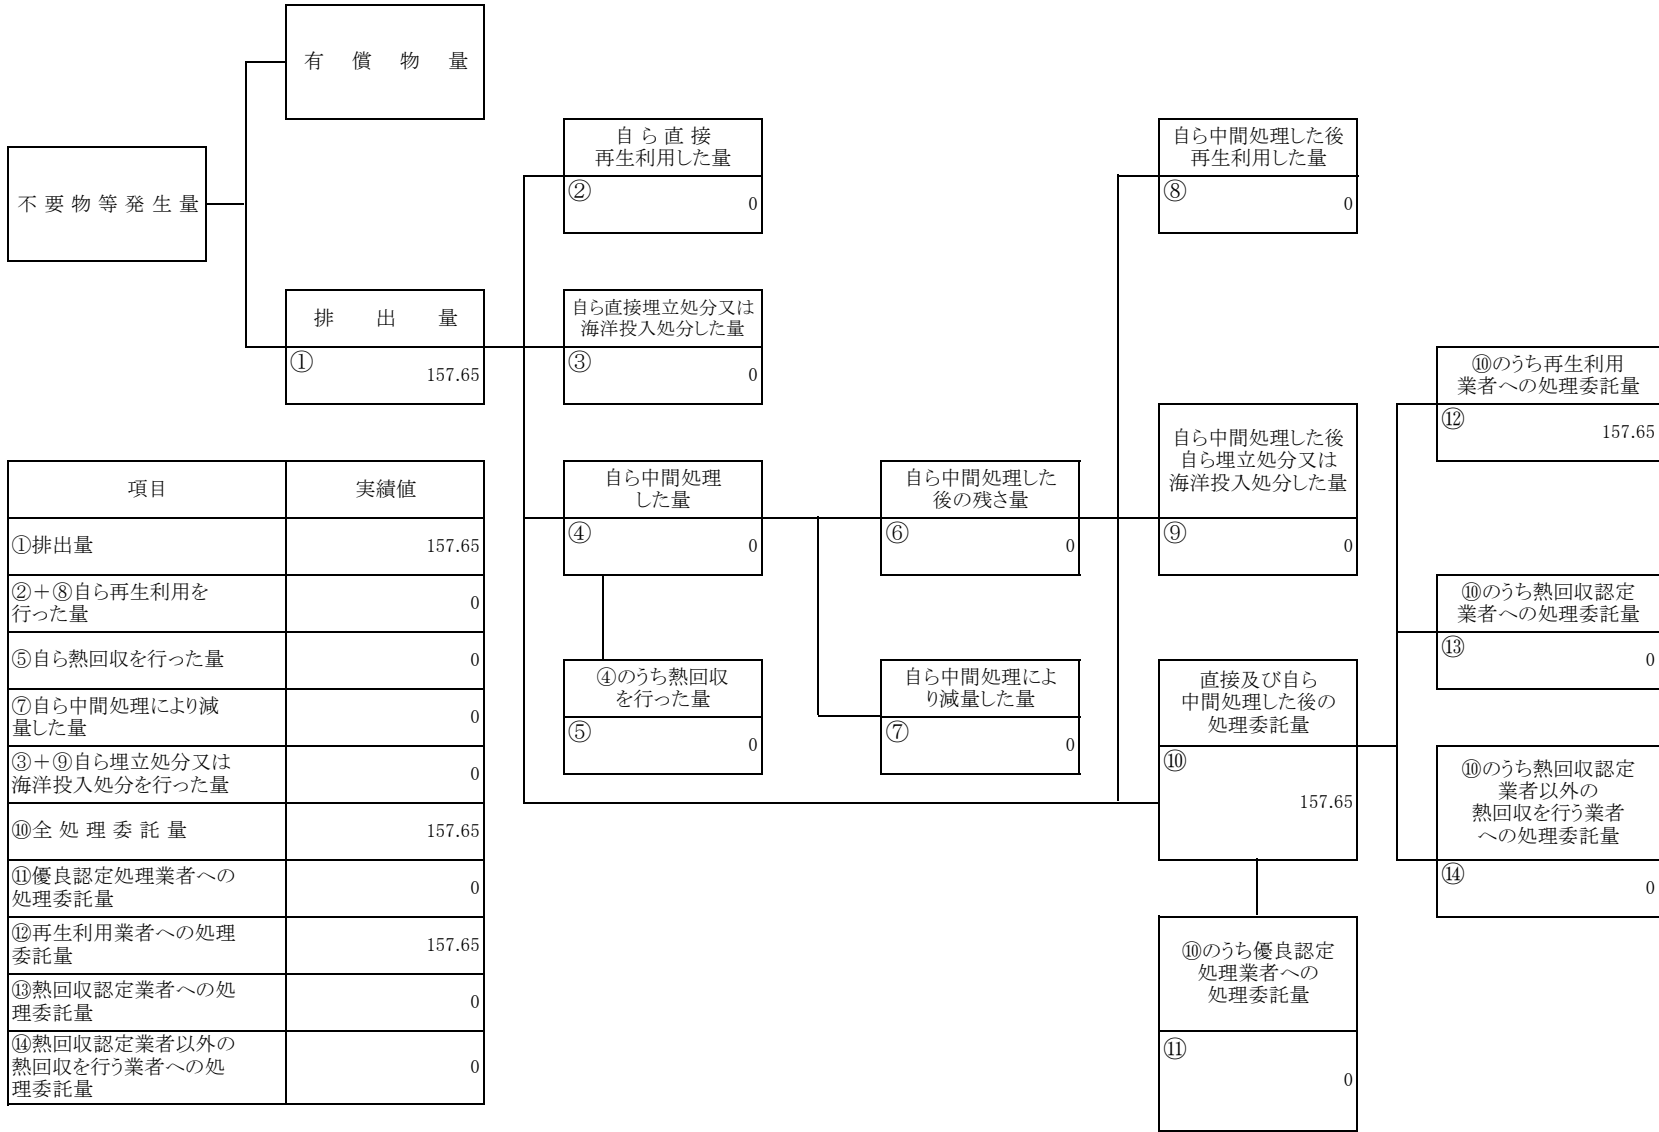 有償物量
不要物等発生量
排出量
①
157.65
自ら直接
再生利用した量
②
0
自ら直接埋立処分又は
海洋投入処分した量
③
0
自ら中間処理
した量
④
0
④のうち熱回収
を行った量
⑤
0
自ら中間処理した
後の残さ量
⑥
0
自ら中間処理によ
り減量した量
⑦
0
自ら中間処理した後
再生利用した量
⑧
0
自ら中間処理した後
自ら埋立処分又は
海洋投入処分した量
⑨
0
直接及び自ら
中間処理した後の
処理委託量
⑩
157.65
⑩のうち優良認定
処理業者への
処理委託量
⑪
0
⑩のうち再生利用
業者への処理委託量
⑫
157.65
⑩のうち熱回収認定
業者への処理委託量
⑬
0
⑩のうち熱回収認定
業者以外の
熱回収を行う業者
への処理委託量
⑭
0
項目 実績値
①排出量 157.65
②＋⑧自ら再生利用を
行った量 0
⑤自ら熱回収を行った量 0
⑦自ら中間処理により減
量した量 0
③＋⑨自ら埋立処分又は
海洋投入処分を行った量 0
⑩全処理委託量 157.65
⑪優良認定処理業者への
処理委託量 0
⑫再生利用業者への処理
委託量 157.65
⑬熱回収認定業者への処
理委託量 0
⑭熱回収認定業者以外の
熱回収を行う業者への処
理委託量 0